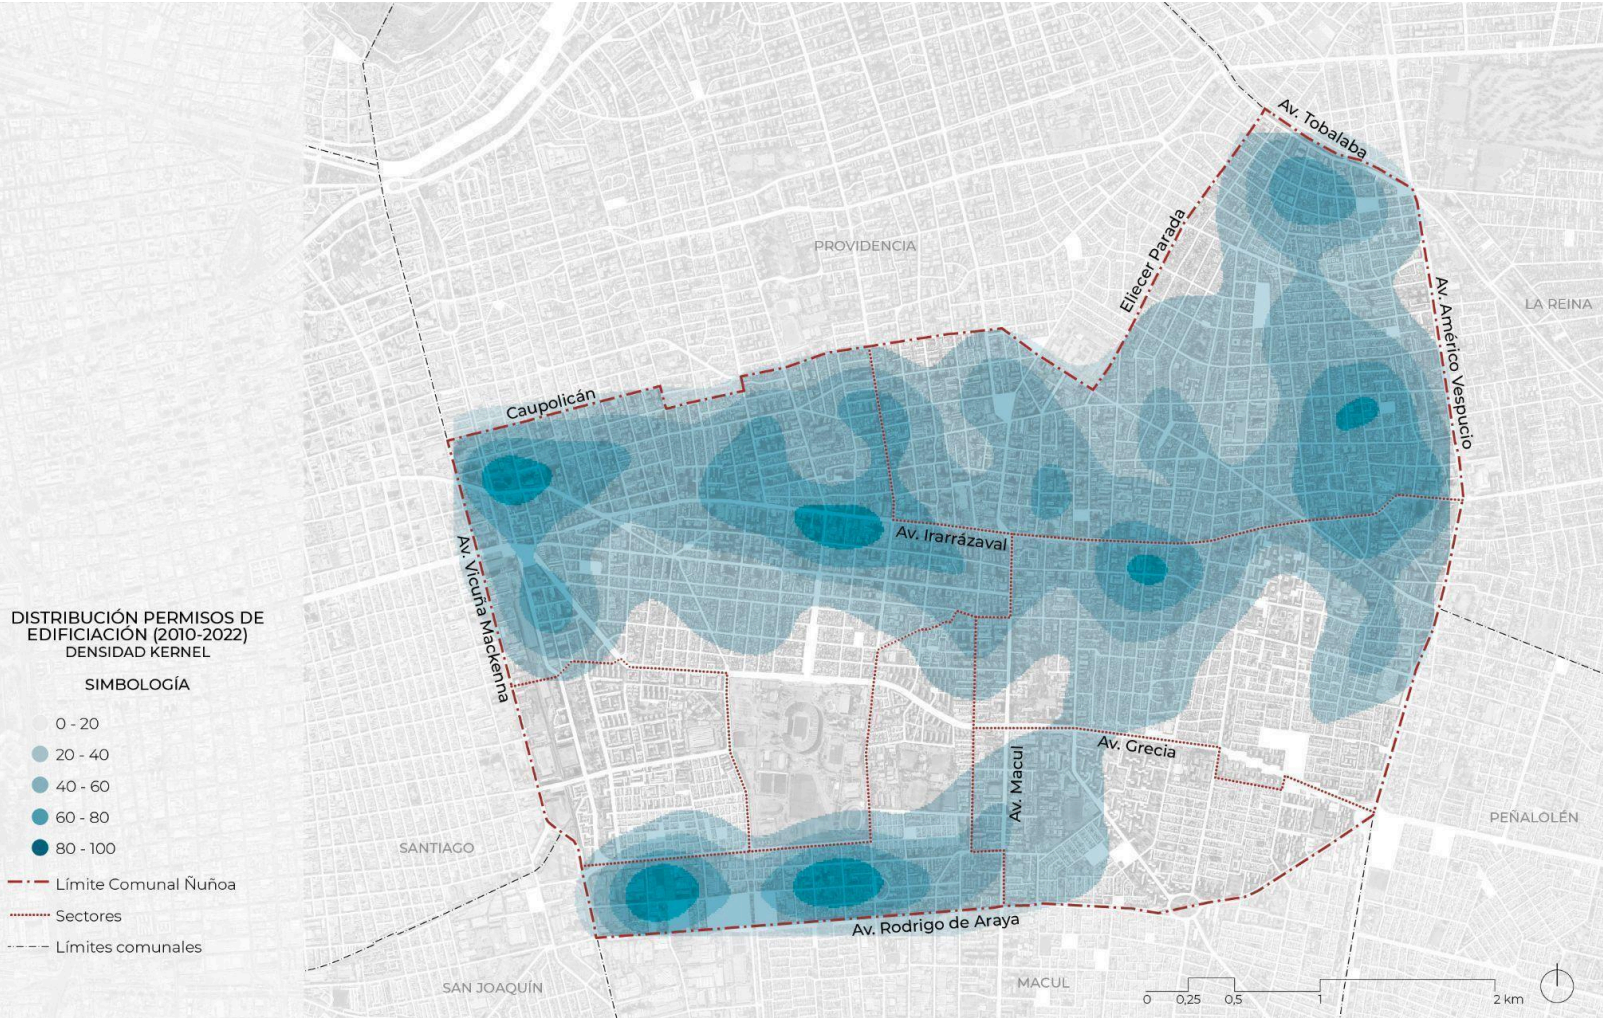 Av. Tobalaba
Eliecer Parada
PROVIDENCIA
LA REINA
Av. Américo Vespucio
Caupolicán
Av. Irarrázaval
Av. Vicuña Mackenna
DISTRIBUCIÓN PERMISOS DE
EDIFICIACIÓN (2010-2022)
DENSIDAD KERNEL
SIMBOLOGÍA
0 - 20
20 - 40
40 - 60
60 - 80
80 - 100
Límite Comunal Ñuñoa
Sectores
Límites comunales
Av. Grecia
Av. Macul
SANTIAGO
PEÑALOLÉN
Av. Rodrigo de Araya
SAN JOAQUÍN
MACUL
0 0,25 0,5 1 2 km